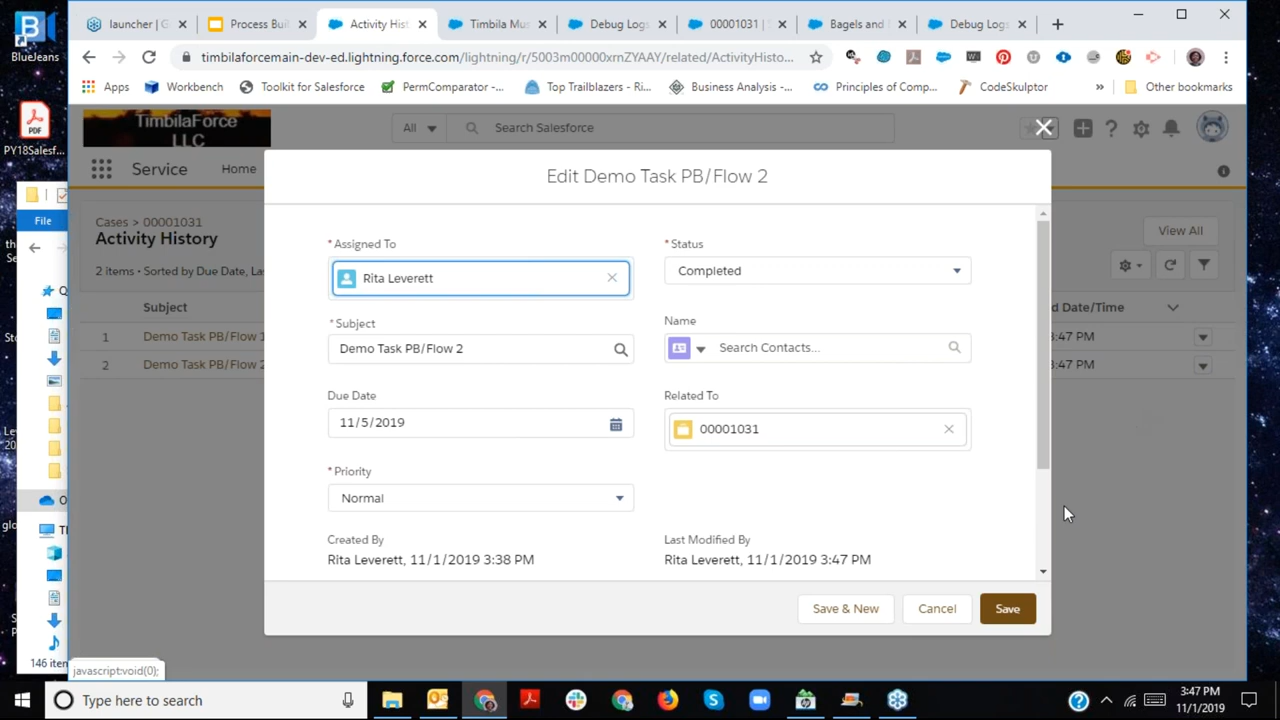 launcher | G
Process Buil
Activity Hist
Timbila Mus
Debug Logs
00001031 | S
Bagels and
Debug Logs
BlueJeans
timbilaforcemain-dev-ed.lightning.force.com/lightning/r/5003m00000xrnZYAAY/related/ActivityHisto...
Apps
Workbench
Toolkit for Salesforce
PermComparator -...
Top Trailblazers - Ri...
Business Analysis -...
Principles of Comp...
CodeSkulptor
»
Other bookmarks
PDF
PY18Salesf...
TimbilaForce
LLC
All
Search Salesforce
Service
Home
File
Cases > 00001031
Activity History
View All
2 items • Sorted by Due Date, La
Subject
d Date/Time
1
Demo Task PB/Flow 1
3:47 PM
2
Demo Task PB/Flow 2
3:47 PM
Edit Demo Task PB/Flow 2
* Assigned To
Rita Leverett
* Status
Completed
* Subject
Demo Task PB/Flow 2
Name
Search Contacts...
Due Date
11/5/2019
Related To
00001031
* Priority
Normal
Created By
Rita Leverett, 11/1/2019 3:38 PM
Last Modified By
Rita Leverett, 11/1/2019 3:47 PM
Save & New
Cancel
Save
146 iten
javascript:void(0);
Type here to search
3:47 PM
11/1/2019